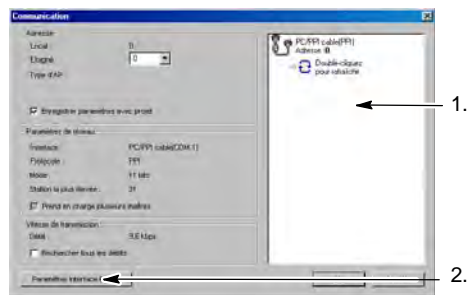 Communication
Adresse
Local : 0
Eloigné : 0
Type d'AP
Enregistrer paramètres avec projet
Paramètres de réseau
Interface : PC/PPI cable(COM 1)
Protocole : PPI
Mode : 11 bits
Station la plus élevée : 31
Prend en charge plusieurs maîtres
Vitesse de transmission
Débit 9,6 kbps
Rechercher tous les débits
Paramètres interface
PC/PPI cable(PPI)
Adresse: 0
Double-cliquez
pour rafraîchir
1.
2.